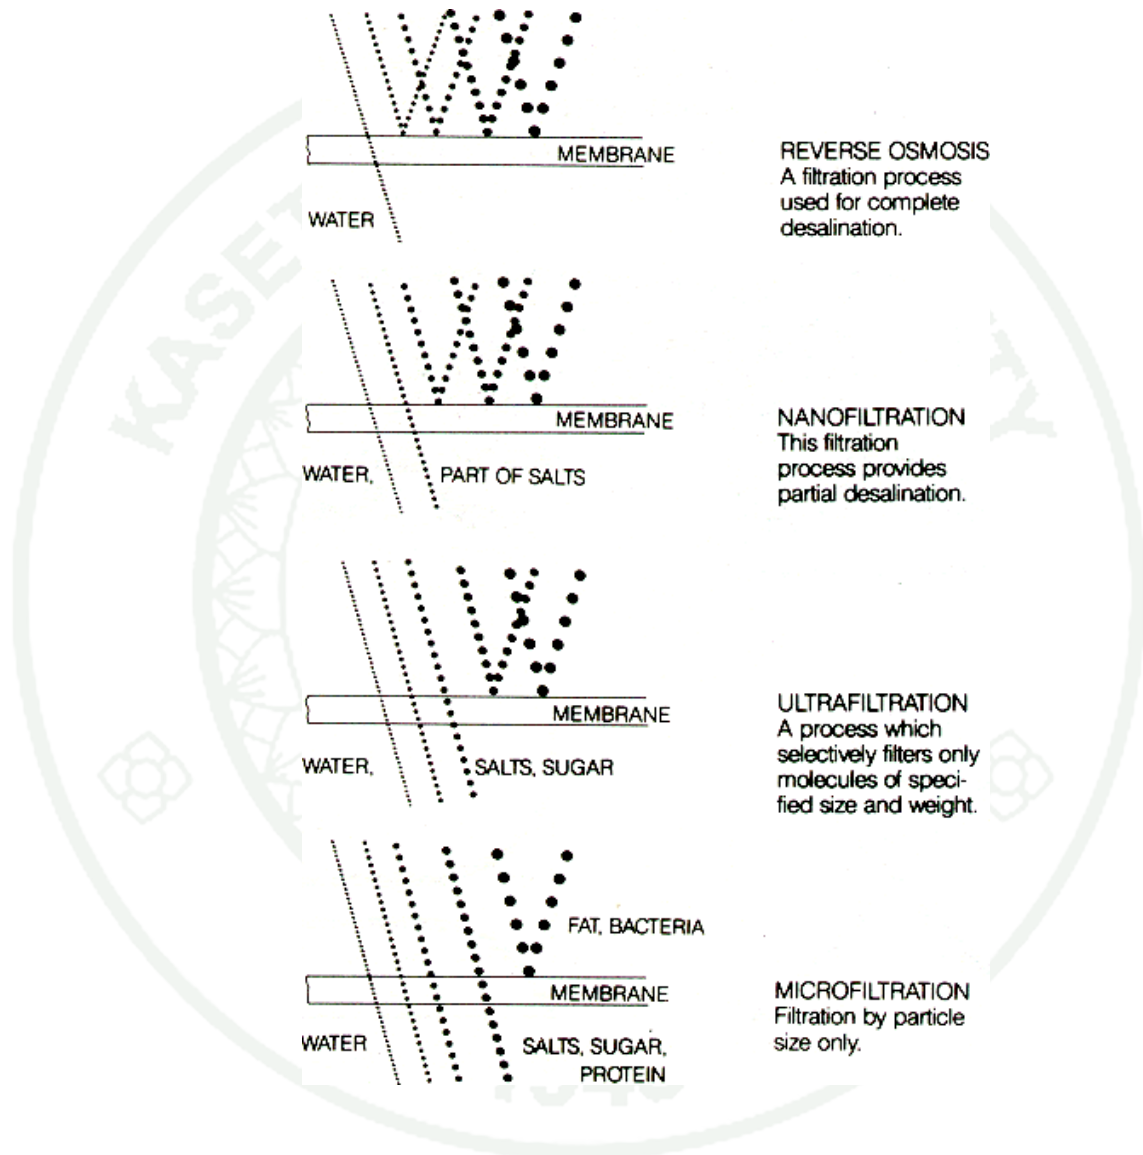 MEMBRANE
WATER
REVERSE OSMOSIS
A filtration process
used for complete
desalination.
MEMBRANE
WATER, PART OF SALTS
NANOFILTRATION
This filtration
process provides
partial desalination.
MEMBRANE
WATER, SALTS, SUGAR
ULTRAFILTRATION
A process which
selectively filters only
molecules of speci-
fied size and weight.
FAT, BACTERIA
MEMBRANE
WATER
SALTS, SUGAR,
PROTEIN
MICROFILTRATION
Filtration by particle
size only.